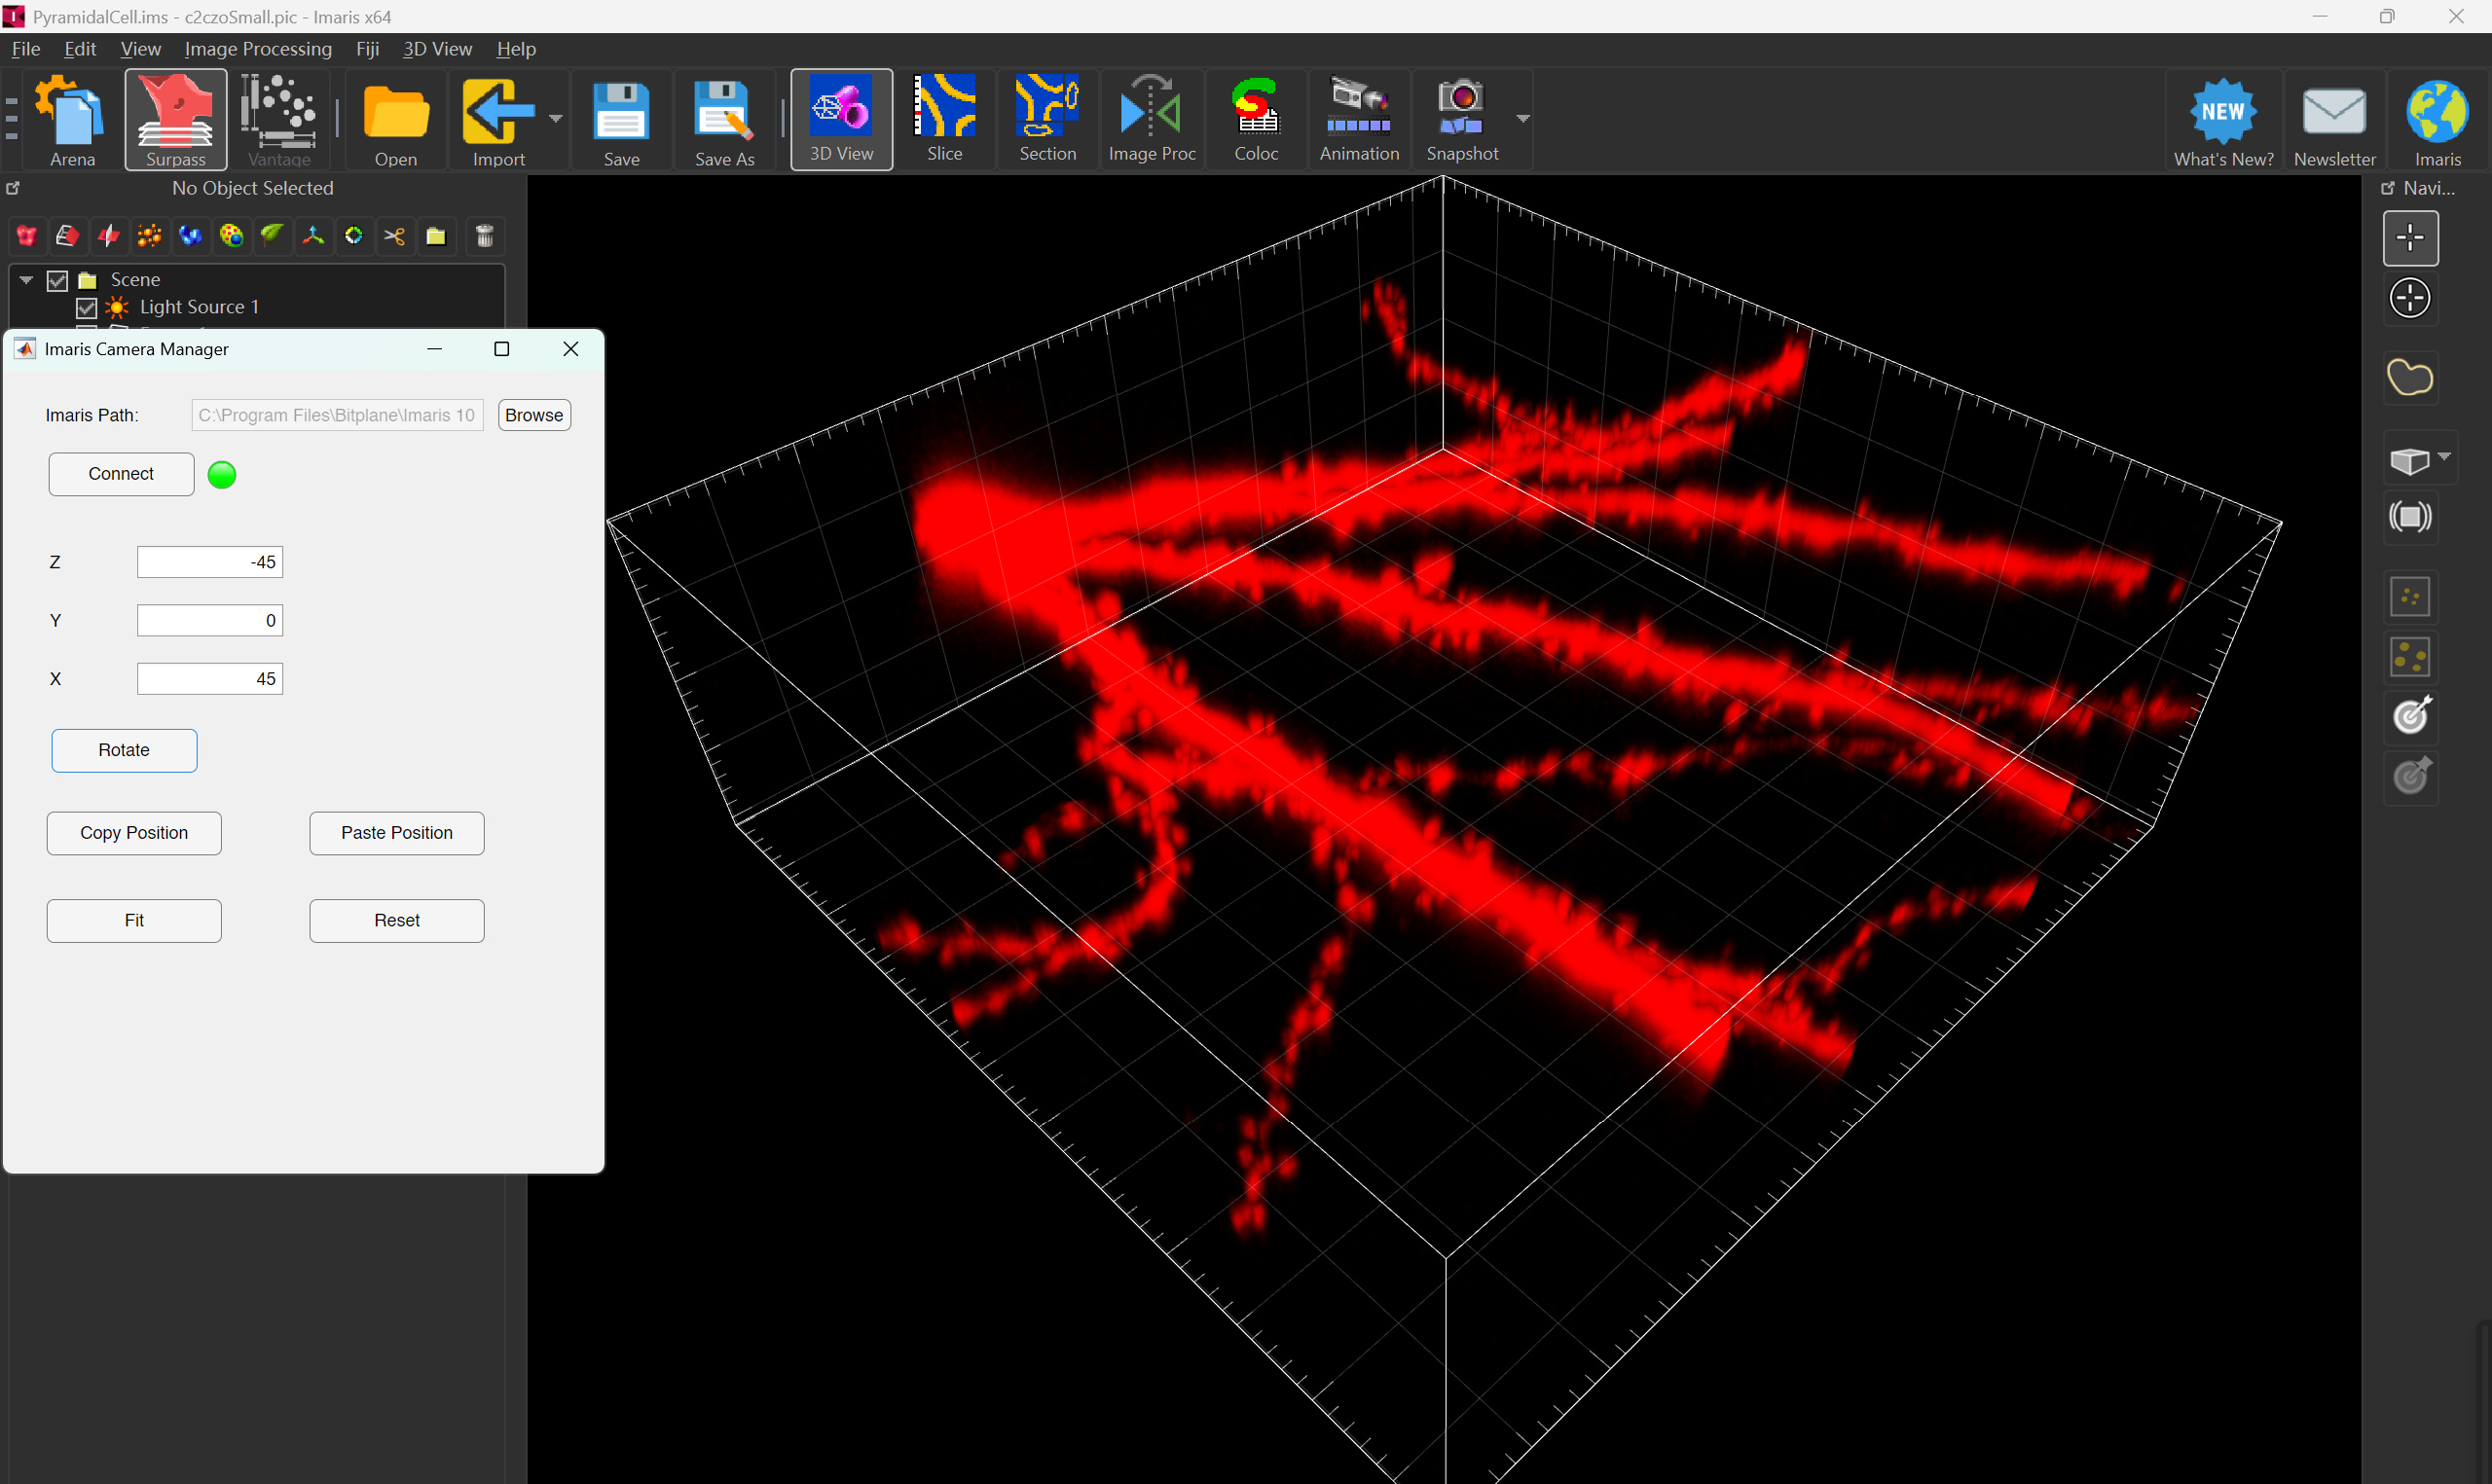 PyramidalCell.ims - c2czoSmall.pic - Imaris x64
File Edit View Image Processing Fiji 3D View Help
Arena Surpass Vantage Open Import Save Save As 3D View Slice Section Image Proc Coloc Animation Snapshot NEW What's New? Newsletter Imaris
No Object Selected
Navi...
Scene
Light Source 1
Imaris Camera Manager
Imaris Path: C:\Program Files\Bitplane\Imaris 10 Browse
Connect
Z -45
Y 0
X 45
Rotate
Copy Position Paste Position
Fit Reset